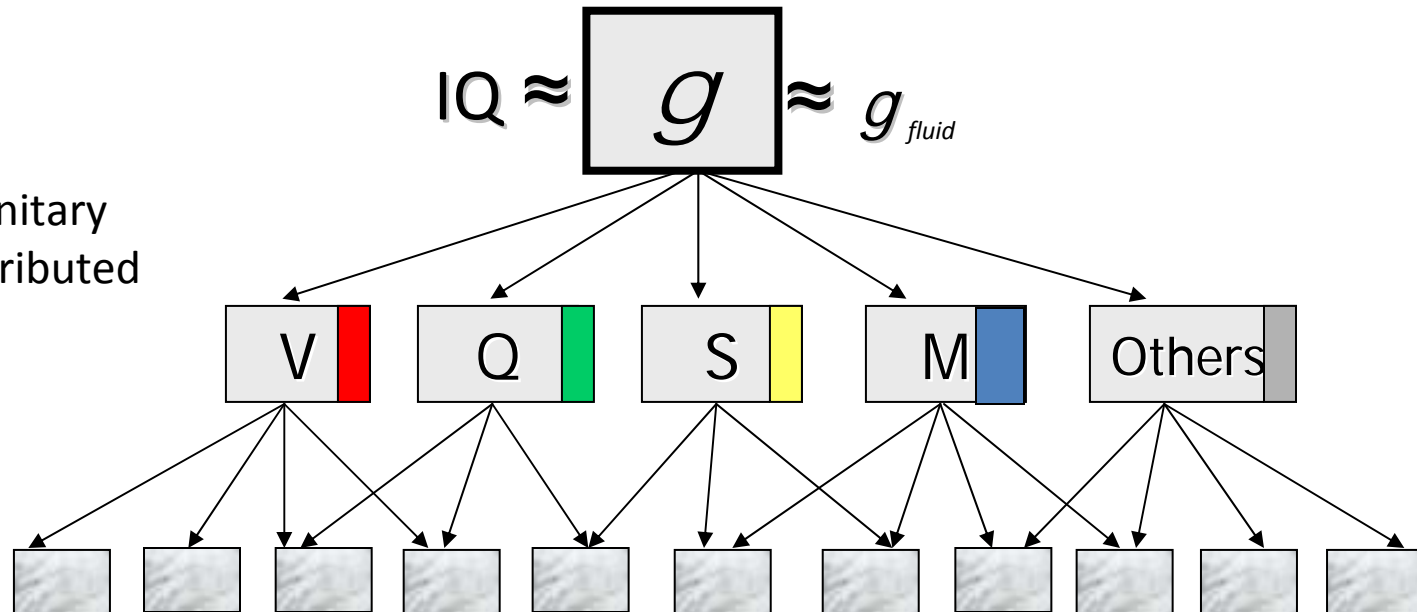 IQ ≈ g ≈ g fluid
nitary
ributed
V Q S M Others